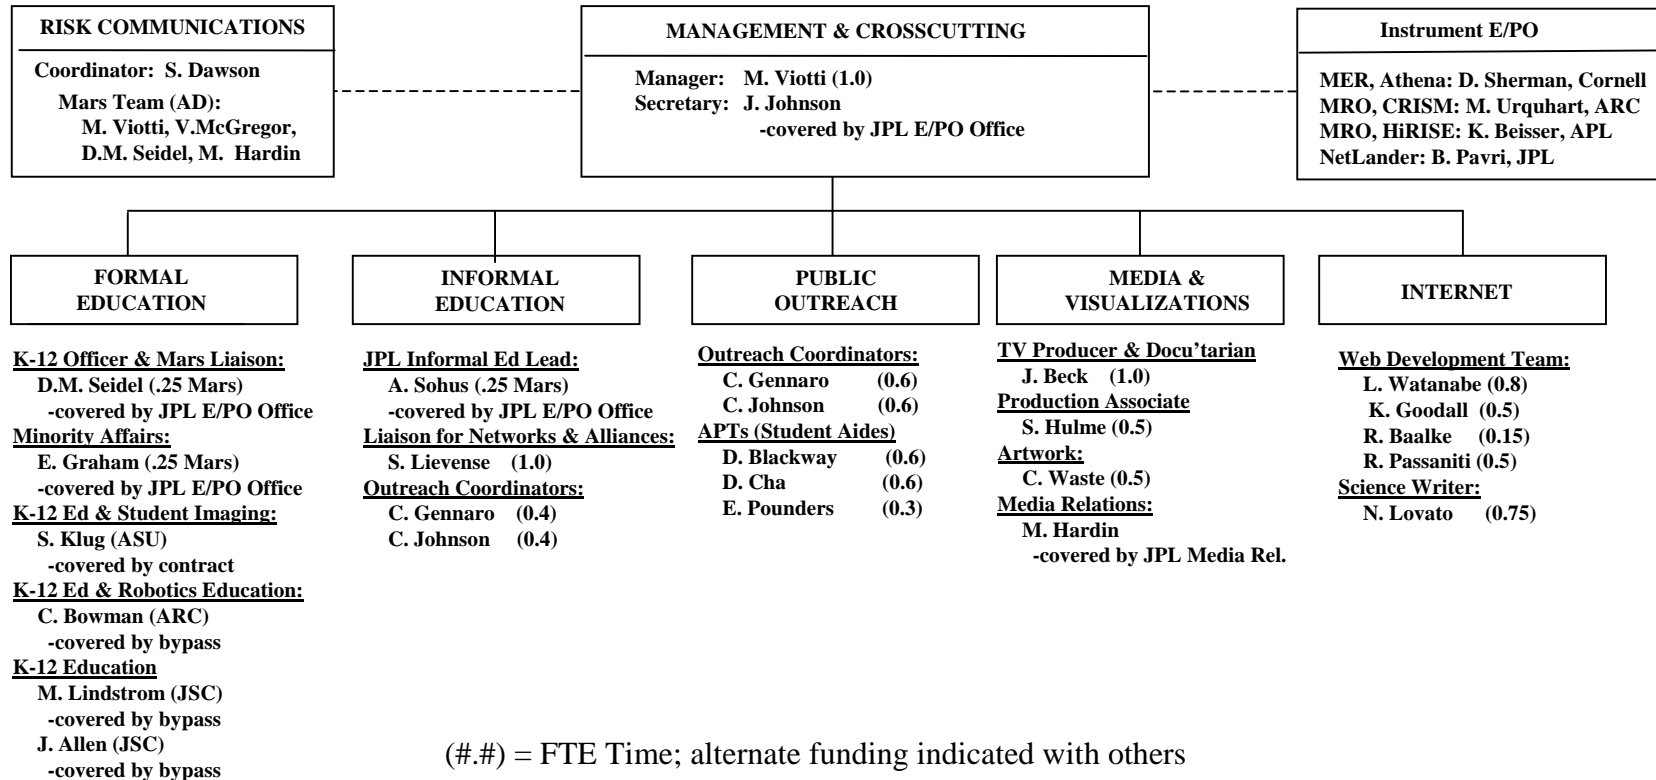 RISK COMMUNICATIONS
Coordinator: S. Dawson
Mars Team (AD):
M. Viotti, V.McGregor,
D.M. Seidel, M. Hardin
MANAGEMENT & CROSSCUTTING
Manager: M. Viotti (1.0)
Secretary: J. Johnson
-covered by JPL E/PO Office
Instrument E/PO
MER, Athena: D. Sherman, Cornell
MRO, CRISM: M. Urquhart, ARC
MRO, HiRISE: K. Beisser, APL
NetLander: B. Pavri, JPL
FORMAL
EDUCATION
K-12 Officer & Mars Liaison:
D.M. Seidel (.25 Mars)
-covered by JPL E/PO Office
Minority Affairs:
E. Graham (.25 Mars)
-covered by JPL E/PO Office
K-12 Ed & Student Imaging:
S. Klug (ASU)
-covered by contract
K-12 Ed & Robotics Education:
C. Bowman (ARC)
-covered by bypass
K-12 Education
M. Lindstrom (JSC)
-covered by bypass
J. Allen (JSC)
-covered by bypass
INFORMAL
EDUCATION
JPL Informal Ed Lead:
A. Sohus (.25 Mars)
-covered by JPL E/PO Office
Liaison for Networks & Alliances:
S. Lievense (1.0)
Outreach Coordinators:
C. Gennaro (0.4)
C. Johnson (0.4)
PUBLIC
OUTREACH
Outreach Coordinators:
C. Gennaro (0.6)
C. Johnson (0.6)
APTs (Student Aides)
D. Blackway (0.6)
D. Cha (0.6)
E. Pounders (0.3)
MEDIA &
VISUALIZATIONS
TV Producer & Docu’tarian
J. Beck (1.0)
Production Associate
S. Hulme (0.5)
Artwork:
C. Waste (0.5)
Media Relations:
M. Hardin
-covered by JPL Media Rel.
INTERNET
Web Development Team:
L. Watanabe (0.8)
K. Goodall (0.5)
R. Baalke (0.15)
R. Passaniti (0.5)
Science Writer:
N. Lovato (0.75)
(#.#) = FTE Time; alternate funding indicated with others